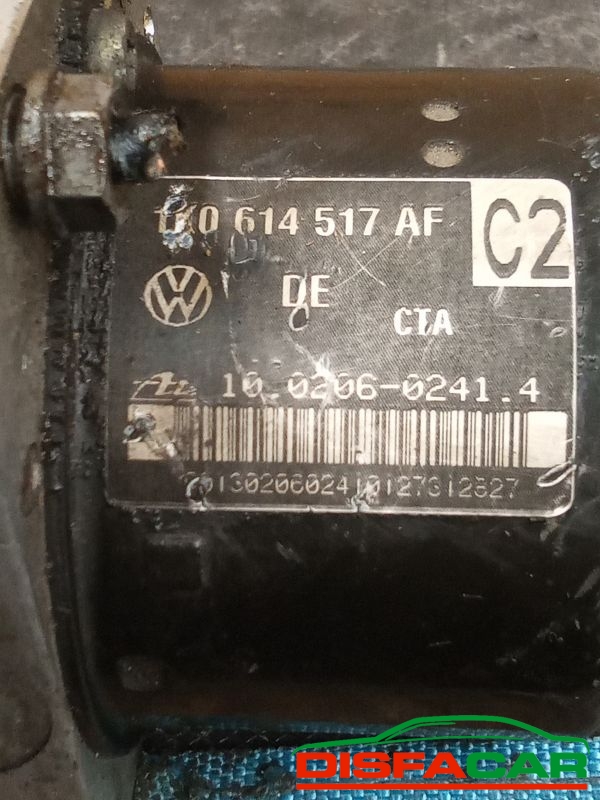 1K0 614 517 AF C2
DE
CTA
10.0206-0241.4
DISFACAR